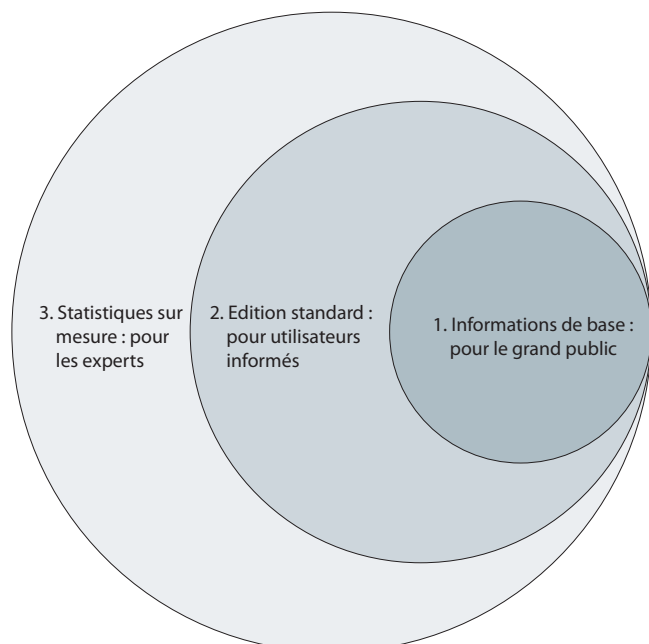 3. Statistiques sur
mesure : pour
les experts
2. Edition standard :
pour utilisateurs
informés
1. Informations de base :
pour le grand public